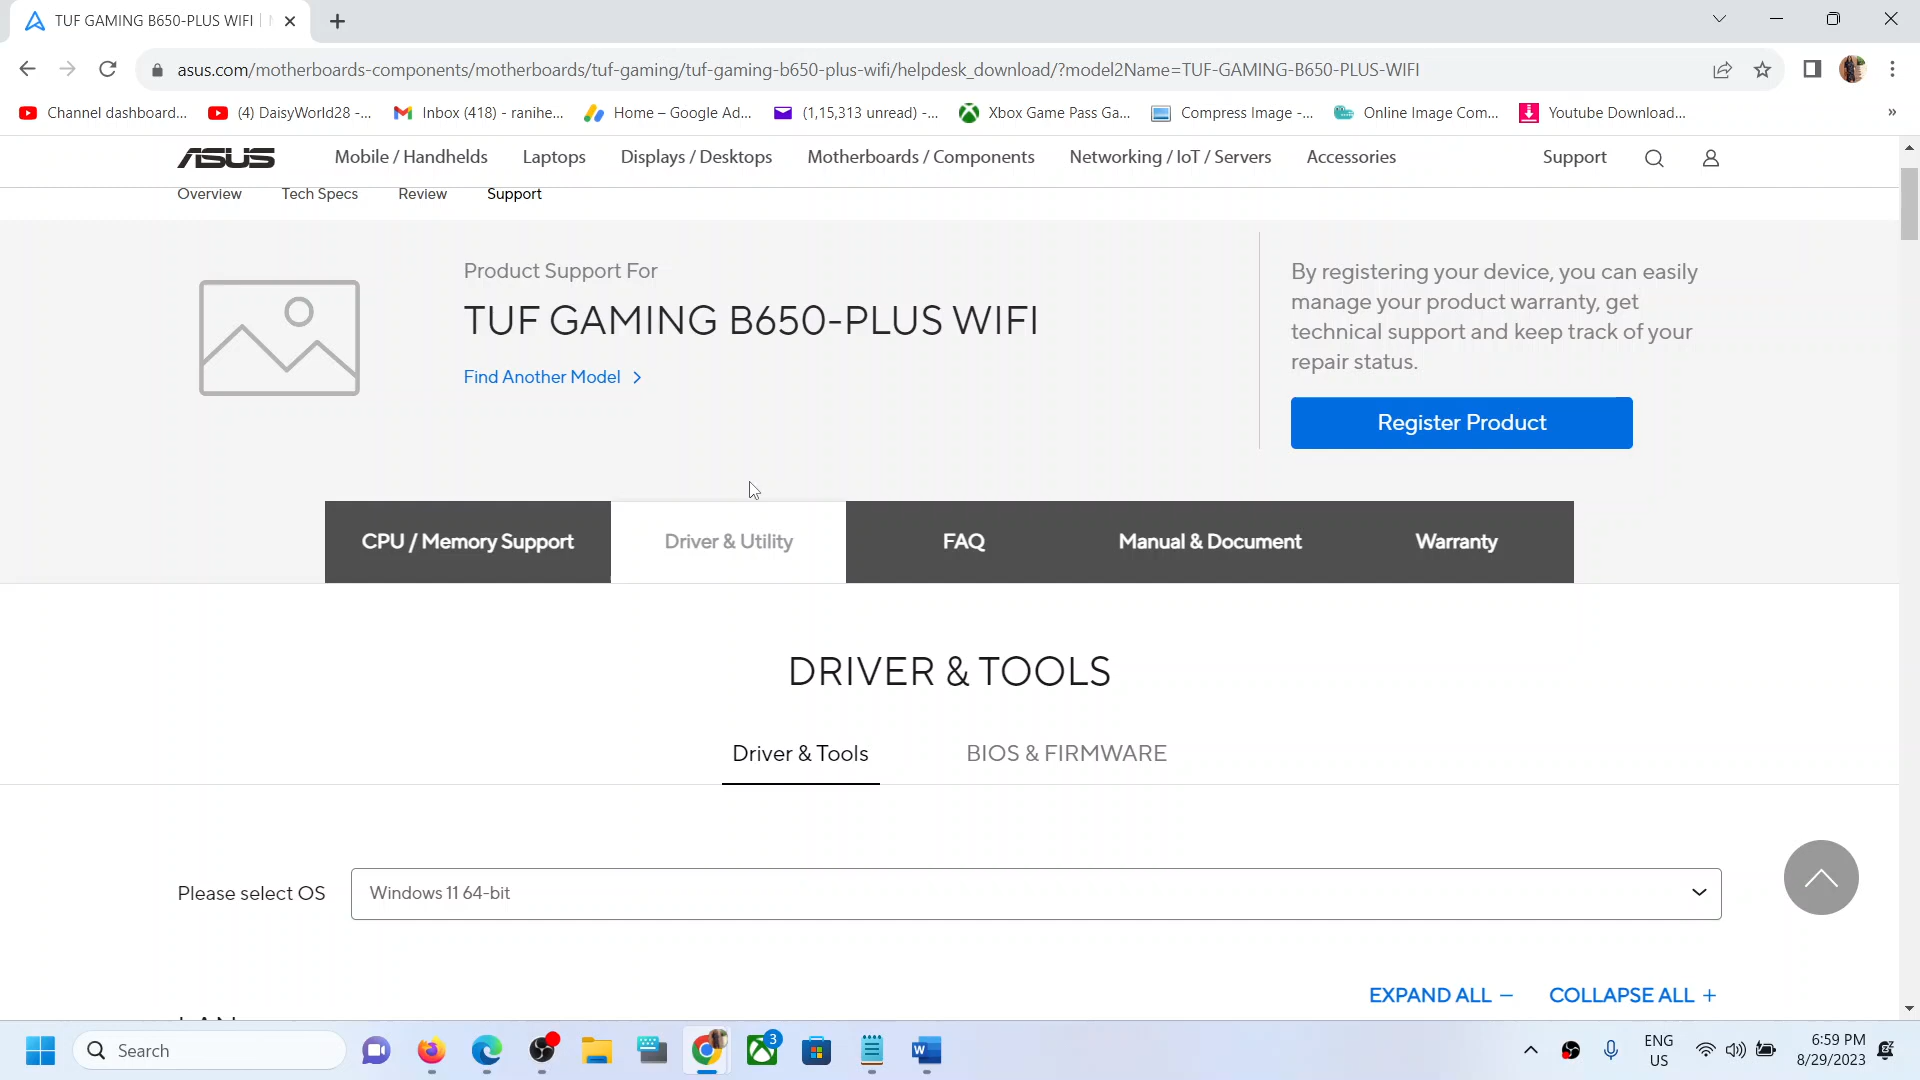 TUF GAMING B650-PLUS WIFI
asus.com/motherboards-components/motherboards/tuf-gaming/tuf-gaming-b650-plus-wifi/helpdesk_download/?model2Name=TUF-GAMING-B650-PLUS-WIFI
Channel dashboard... (4) DaisyWorld28 -... Inbox (418) - ranihe... Home – Google Ad... (1,15,313 unread) -... Xbox Game Pass Ga... Compress Image -... Online Image Com... Youtube Download... »
ASUS Mobile / Handhelds Laptops Displays / Desktops Motherboards / Components Networking / IoT / Servers Accessories Support
Overview Tech Specs Review Support
Product Support For
TUF GAMING B650-PLUS WIFI
Find Another Model
By registering your device, you can easily
manage your product warranty, get
technical support and keep track of your
repair status.
Register Product
CPU / Memory Support Driver & Utility FAQ Manual & Document Warranty
DRIVER & TOOLS
Driver & Tools BIOS & FIRMWARE
Please select OS Windows 11 64-bit
EXPAND ALL − COLLAPSE ALL +
Search
3
ENG
US
6:59 PM
8/29/2023